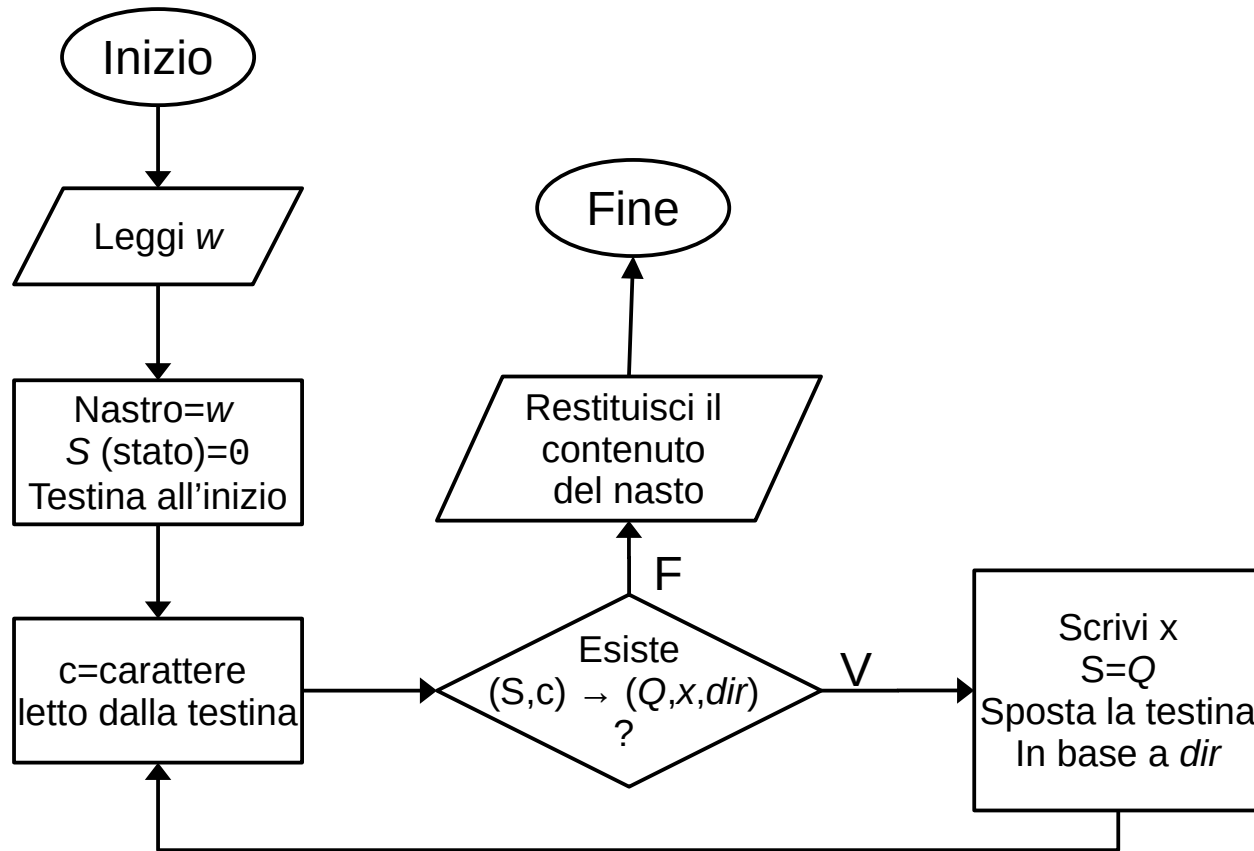 Inizio
Leggi w
Nastro=w
S (stato)=0
Testina all'inizio
c=carattere
letto dalla testina
Esiste
(S,c) → (Q,x,dir)
?
F
Restituisci il
contenuto
del nasto
Fine
V
Scrivi x
S=Q
Sposta la testina
In base a dir